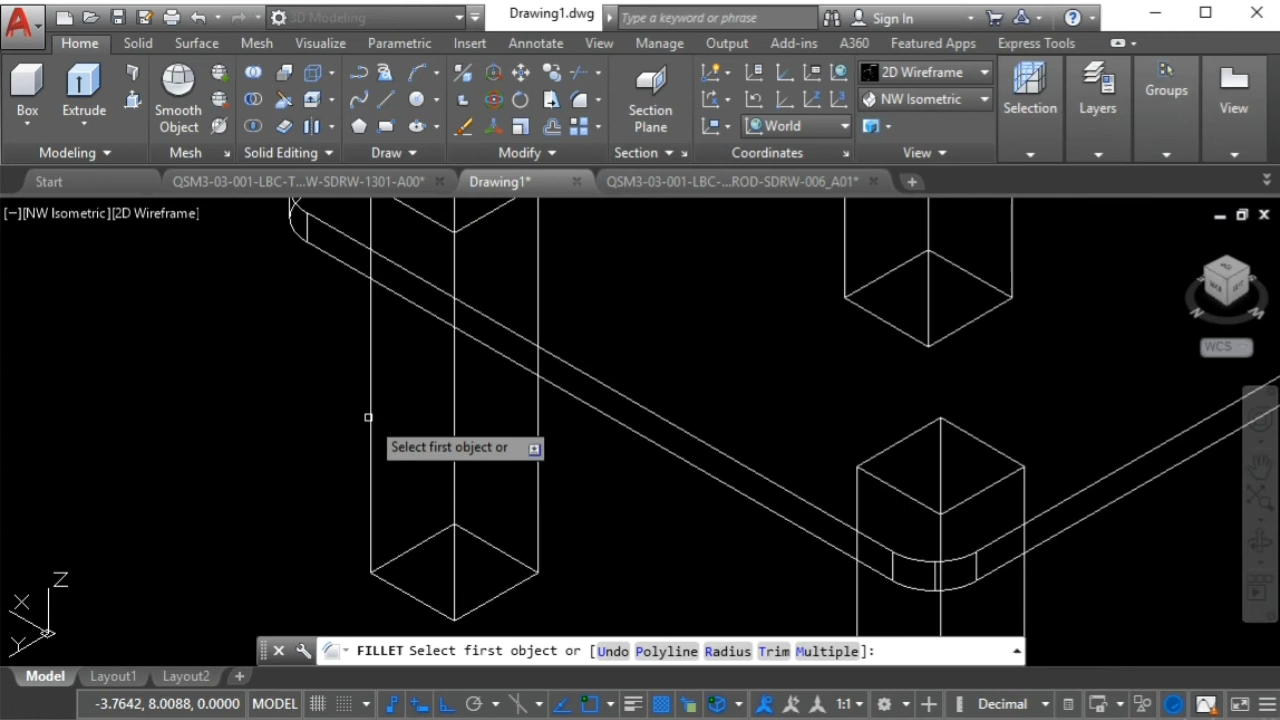 3D Modeling
Drawing1.dwg
Type a keyword or phrase
Sign In
Home Solid Surface Mesh Visualize Parametric Insert Annotate View Manage Output Add-ins A360 Featured Apps Express Tools
Box
Extrude
Smooth
Object
Section
Plane
2D Wireframe
NW Isometric
World
Selection
Layers
Groups
View
Modeling Mesh Solid Editing Draw Modify Section Coordinates View
Start QSM3-03-001-LBC-T...W-SDRW-1301-A00* Drawing1* QSM3-03-001-LBC-...ROD-SDRW-006_A01*
[−][NW Isometric][2D Wireframe]
N
WCS
Select first object or
Z
X
Y
FILLET Select first object or [Undo Polyline Radius Trim Multiple]:
Model Layout1 Layout2
-3.7642, 8.0088, 0.0000 MODEL 1:1 Decimal